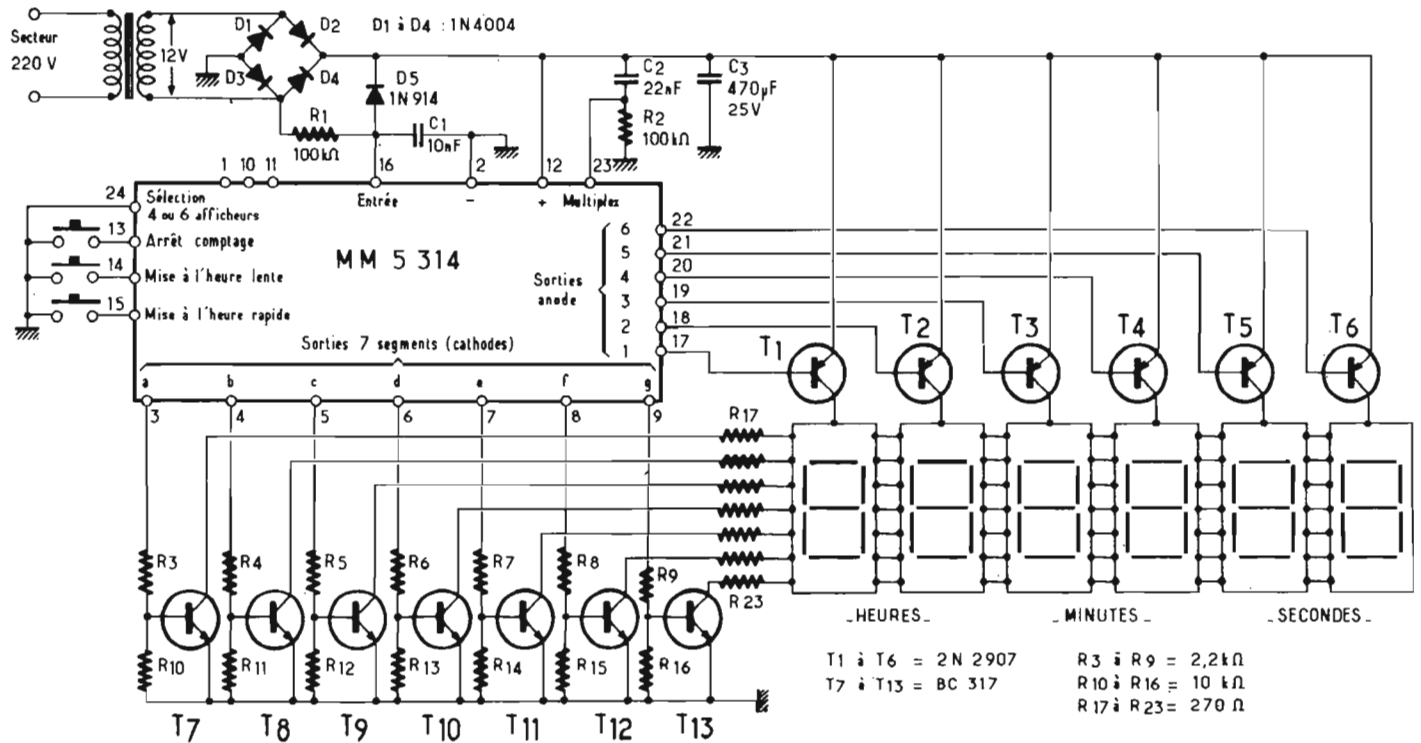 Secteur
220 V
12V
D1
D2
D3
D4
D1 à D4 : 1N4004
D5
1N 914
R1
100kΩ
C1
10nF
C2
22nF
R2
100kΩ
C3
470µF
25V
1 10 11 16 2 12 23
24 Sélection
4 ou 6 afficheurs
Entrée - + Multiplex
13 Arrêt comptage
14 Mise à l'heure lente
15 Mise à l'heure rapide
MM 5 314
Sorties
anode
6 22
5 21
4 20
3 19
2 18
1 17
Sorties 7 segments (cathodes)
a b c d e f g
3 4 5 6 7 8 9
T1 T2 T3 T4 T5 T6
R17
R23
R3 R4 R5 R6 R7 R8 R9
R10 R11 R12 R13 R14 R15 R16
T7 T8 T9 T10 T11 T12 T13
_HEURES_ _MINUTES_ _SECONDES_
T1 à T6 = 2N 2907
T7 à T13 = BC 317
R3 à R9 = 2,2kΩ
R10 à R16 = 10 kΩ
R17 à R23 = 270 Ω